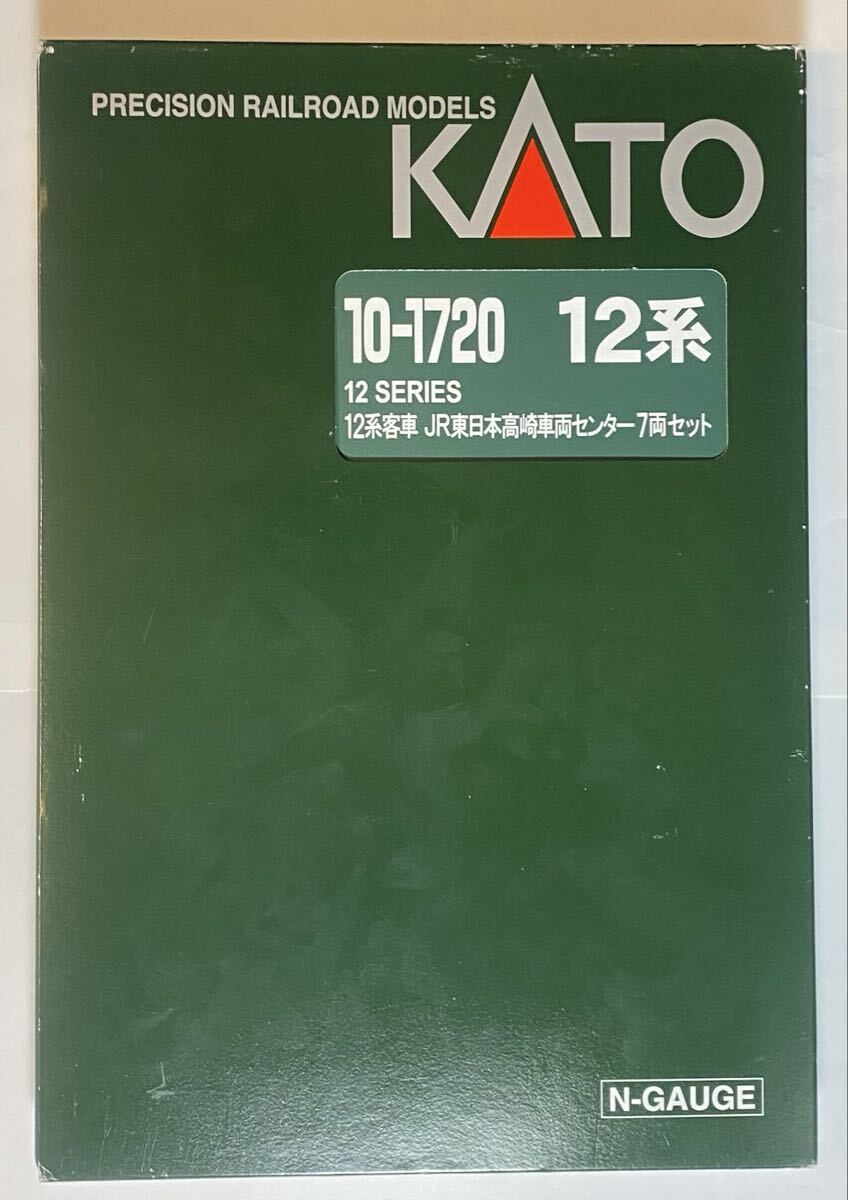 PRECISION RAILROAD MODELS
KATO
10-1720 12系
12 SERIES
12系客車 JR東日本高崎車両センター7両セット
N-GAUGE